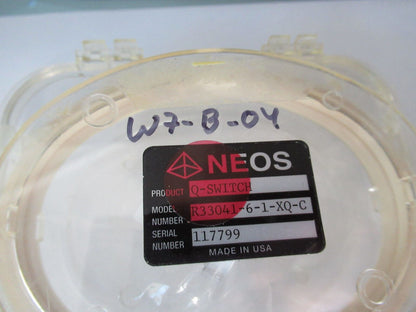 W7-B-04
NEOS
PRODUCT Q-SWITCH
MODEL NUMBER R33041-6-1-XQ-C
SERIAL NUMBER 117799
MADE IN USA